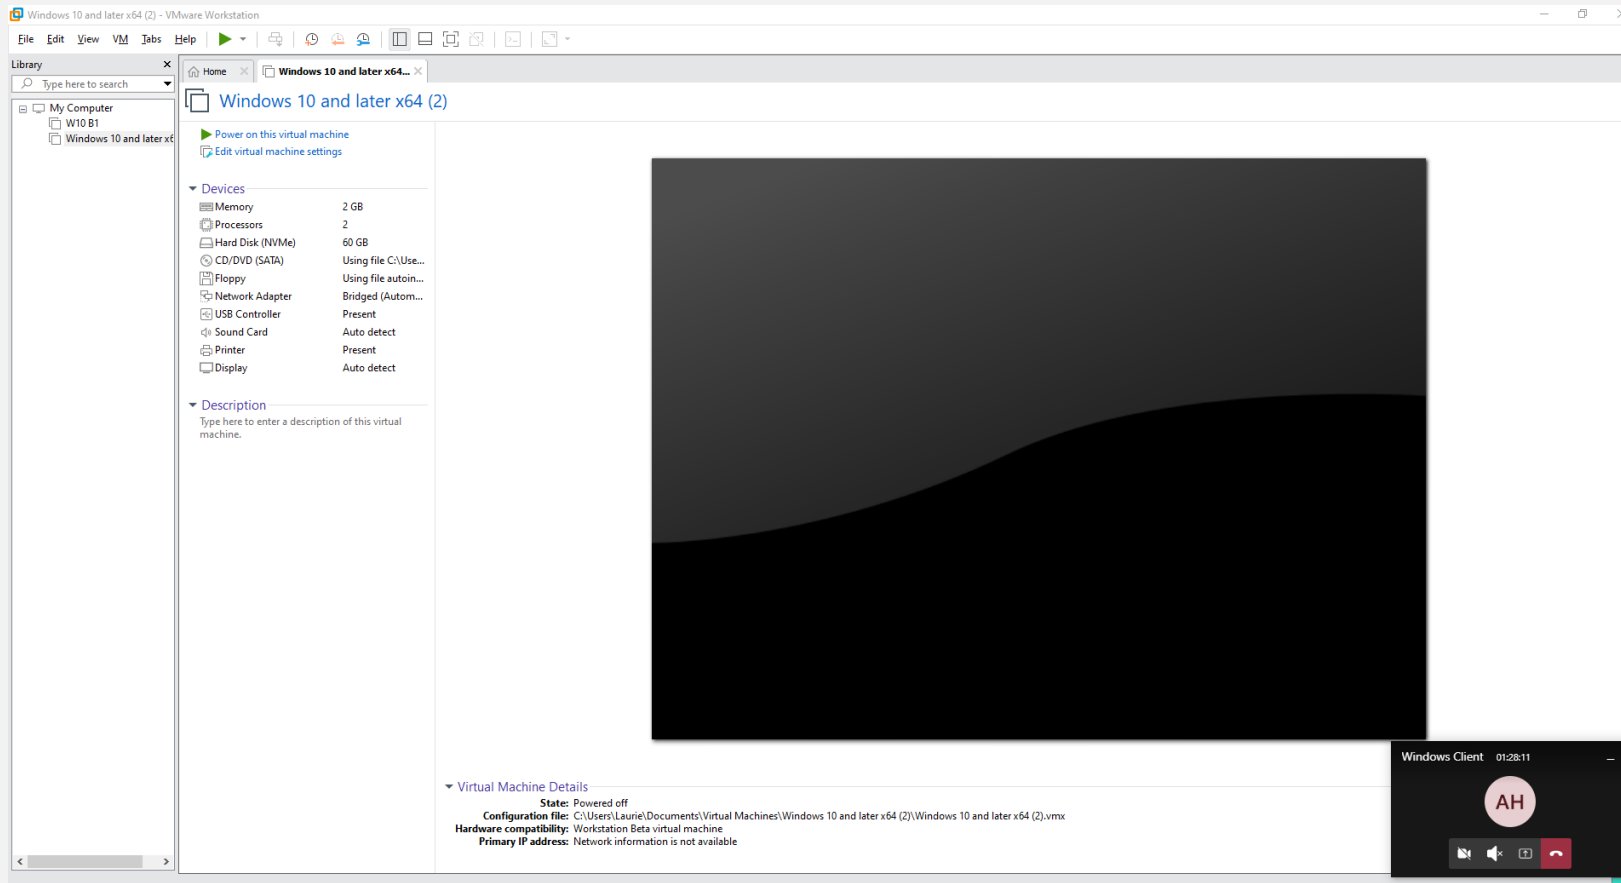 Windows 10 and later x64 (2) - VMware Workstation
File Edit View VM Tabs Help
Library
Type here to search
My Computer
W10 B1
Windows 10 and later x6
Home
Windows 10 and later x64...
Windows 10 and later x64 (2)
Power on this virtual machine
Edit virtual machine settings
Devices
Memory 2 GB
Processors 2
Hard Disk (NVMe) 60 GB
CD/DVD (SATA) Using file C:\Use...
Floppy Using file autoin...
Network Adapter Bridged (Autom...
USB Controller Present
Sound Card Auto detect
Printer Present
Display Auto detect
Description
Type here to enter a description of this virtual
machine.
Virtual Machine Details
State: Powered off
Configuration file: C:\Users\Laurie\Documents\Virtual Machines\Windows 10 and later x64 (2)\Windows 10 and later x64 (2).vmx
Hardware compatibility: Workstation Beta virtual machine
Primary IP address: Network information is not available
Windows Client 01:28:11
AH